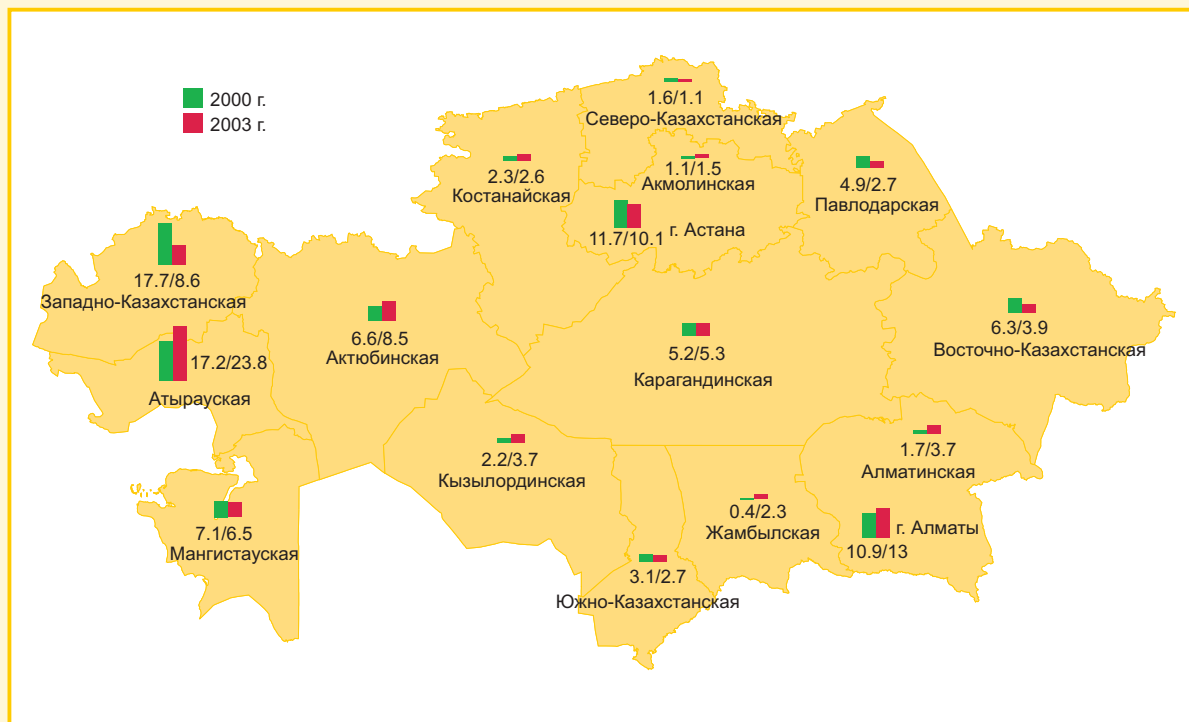 2000 г.
2003 г.
1.6/1.1
Северо-Казахстанская
2.3/2.6
Костанайская
1.1/1.5
Акмолинская
4.9/2.7
Павлодарская
11.7/10.1
г. Астана
17.7/8.6
Западно-Казахстанская
6.6/8.5
Актюбинская
5.2/5.3
Карагандинская
6.3/3.9
Восточно-Казахстанская
17.2/23.8
Атырауская
2.2/3.7
Кызылординская
1.7/3.7
Алматинская
7.1/6.5
Мангистауская
0.4/2.3
Жамбылская
г. Алматы
10.9/13
3.1/2.7
Южно-Казахстанская